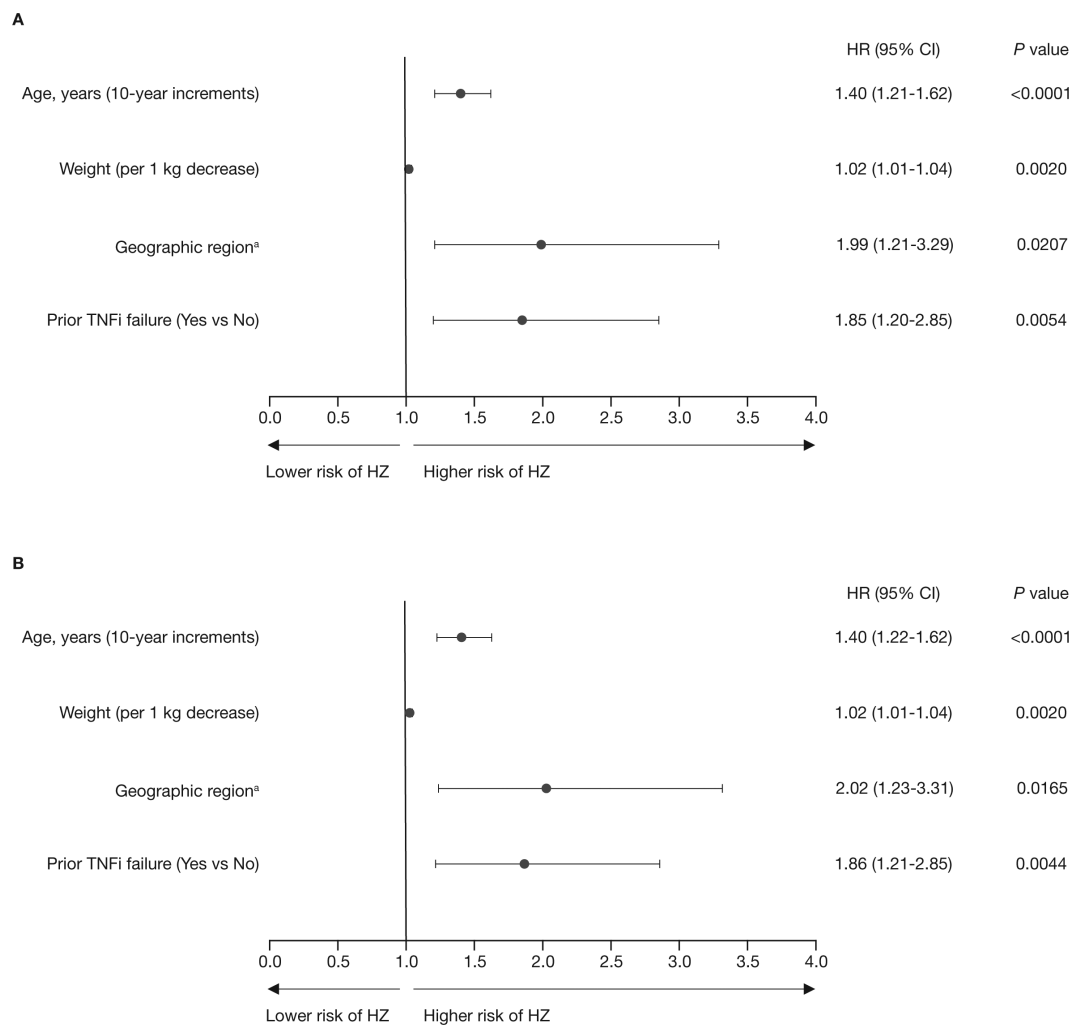 A
HR (95% CI) P value
Age, years (10-year increments) 1.40 (1.21-1.62) <0.0001
Weight (per 1 kg decrease) 1.02 (1.01-1.04) 0.0020
Geographic regionᵃ 1.99 (1.21-3.29) 0.0207
Prior TNFi failure (Yes vs No) 1.85 (1.20-2.85) 0.0054
0.0 0.5 1.0 1.5 2.0 2.5 3.0 3.5 4.0
Lower risk of HZ Higher risk of HZ
B
HR (95% CI) P value
Age, years (10-year increments) 1.40 (1.22-1.62) <0.0001
Weight (per 1 kg decrease) 1.02 (1.01-1.04) 0.0020
Geographic regionᵃ 2.02 (1.23-3.31) 0.0165
Prior TNFi failure (Yes vs No) 1.86 (1.21-2.85) 0.0044
0.0 0.5 1.0 1.5 2.0 2.5 3.0 3.5 4.0
Lower risk of HZ Higher risk of HZ